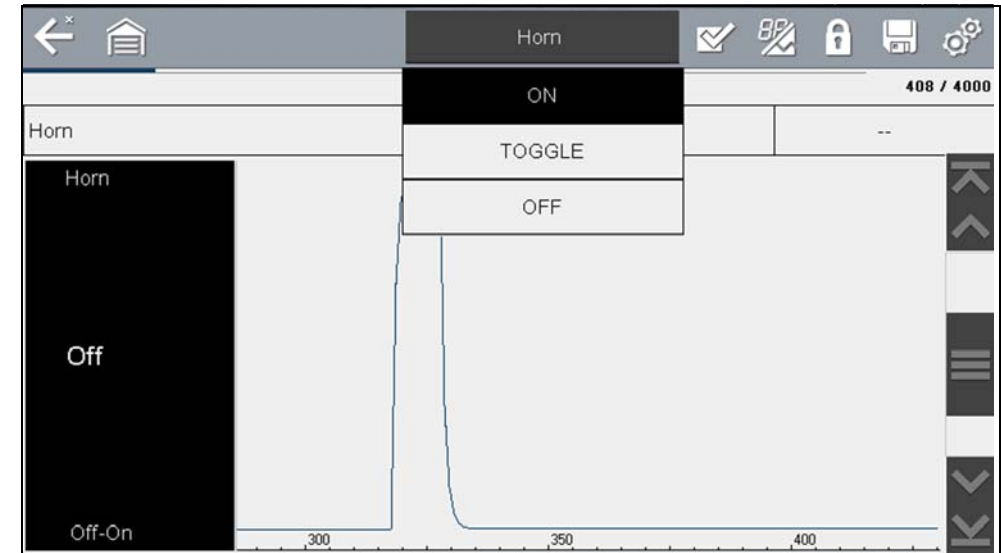 Horn
ON
408 / 4000
Horn
--
TOGGLE
Horn
OFF
Off
Off-On
300
350
400